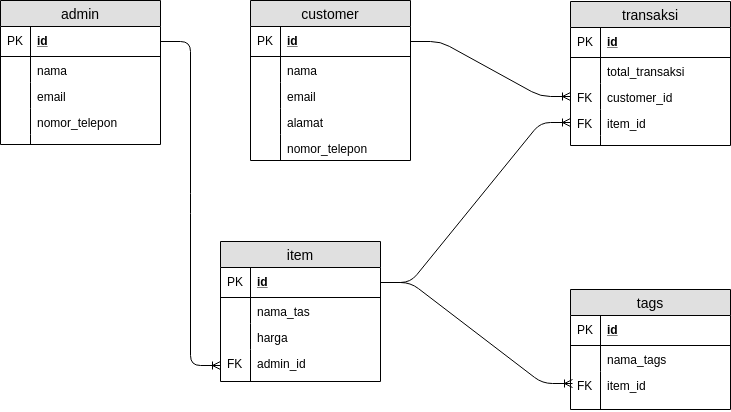 admin
PK id
nama
email
nomor_telepon
customer
PK id
nama
email
alamat
nomor_telepon
transaksi
PK id
total_transaksi
FK customer_id
FK item_id
item
PK id
nama_tas
harga
FK admin_id
tags
PK id
nama_tags
FK item_id